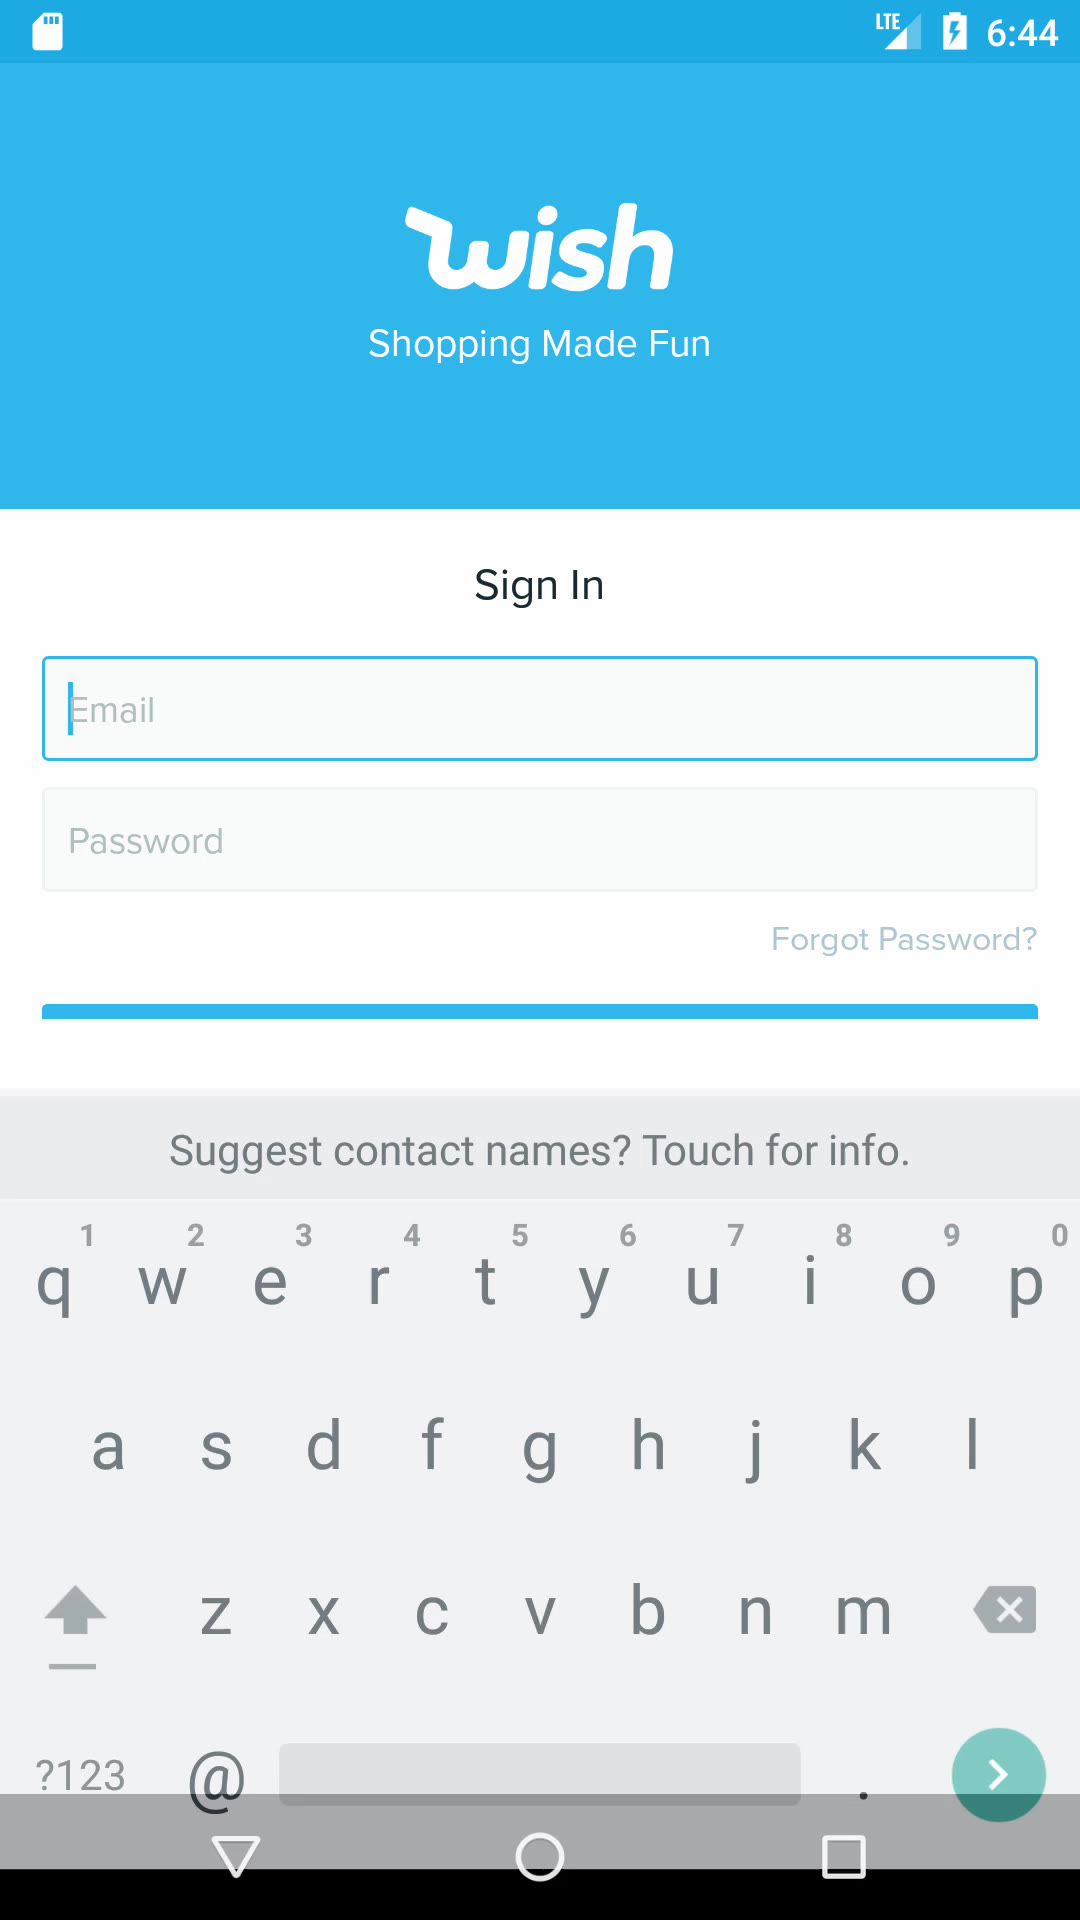 LTE 6:44
wish
Shopping Made Fun
Sign In
Email
Password
Forgot Password?
Suggest contact names? Touch for info.
1 2 3 4 5 6 7 8 9 0
q w e r t y u i o p
a s d f g h j k l
z x c v b n m
?123 @ .